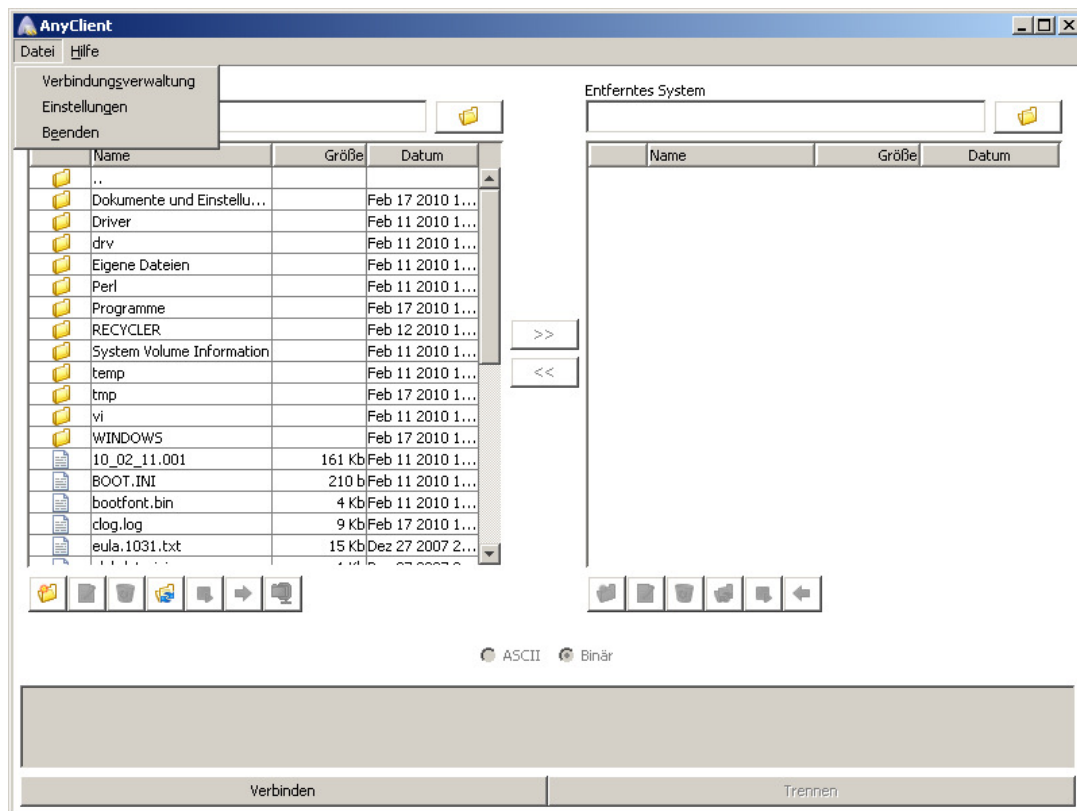 AnyClient
Datei Hilfe
Verbindungsverwaltung
Einstellungen
Beenden
Entferntes System
Name Größe Datum
Name Größe Datum
..
Dokumente und Einstellu... Feb 17 2010 1...
Driver Feb 11 2010 1...
drv Feb 11 2010 1...
Eigene Dateien Feb 11 2010 1...
Perl Feb 11 2010 1...
Programme Feb 17 2010 1...
RECYCLER Feb 12 2010 1...
System Volume Information Feb 11 2010 1...
temp Feb 11 2010 1...
tmp Feb 17 2010 1...
vi Feb 11 2010 1...
WINDOWS Feb 17 2010 1...
10_02_11.001 161 Kb Feb 11 2010 1...
BOOT.INI 210 b Feb 11 2010 1...
bootfont.bin 4 Kb Feb 11 2010 1...
clog.log 9 Kb Feb 17 2010 1...
eula.1031.txt 15 Kb Dez 27 2007 2...
>>
<<
ASCII Binär
Verbinden Trennen